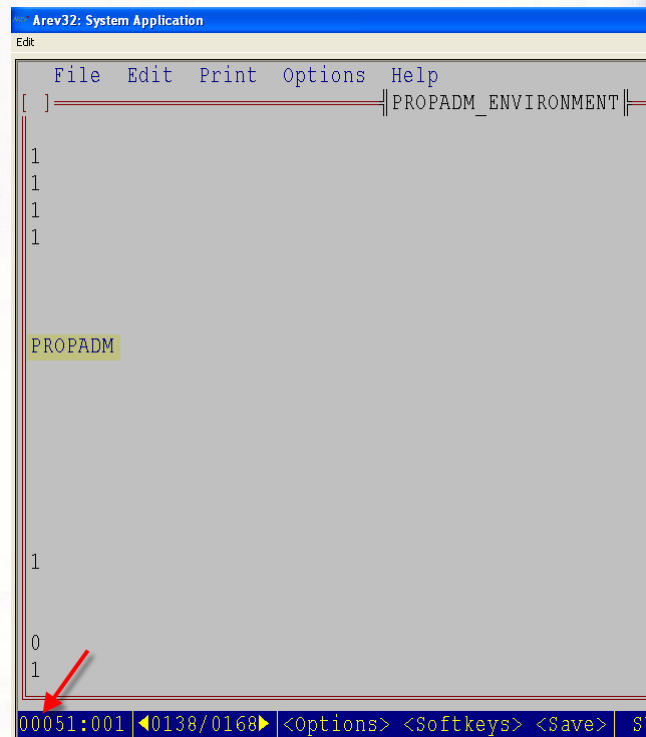 Arev32: System Application
Edit
File Edit Print Options Help
[ ] PROPADM_ENVIRONMENT
1
1
1
1
PROPADM
1
0
1
00051:001 ◄0138/0168► <Options> <Softkeys> <Save>